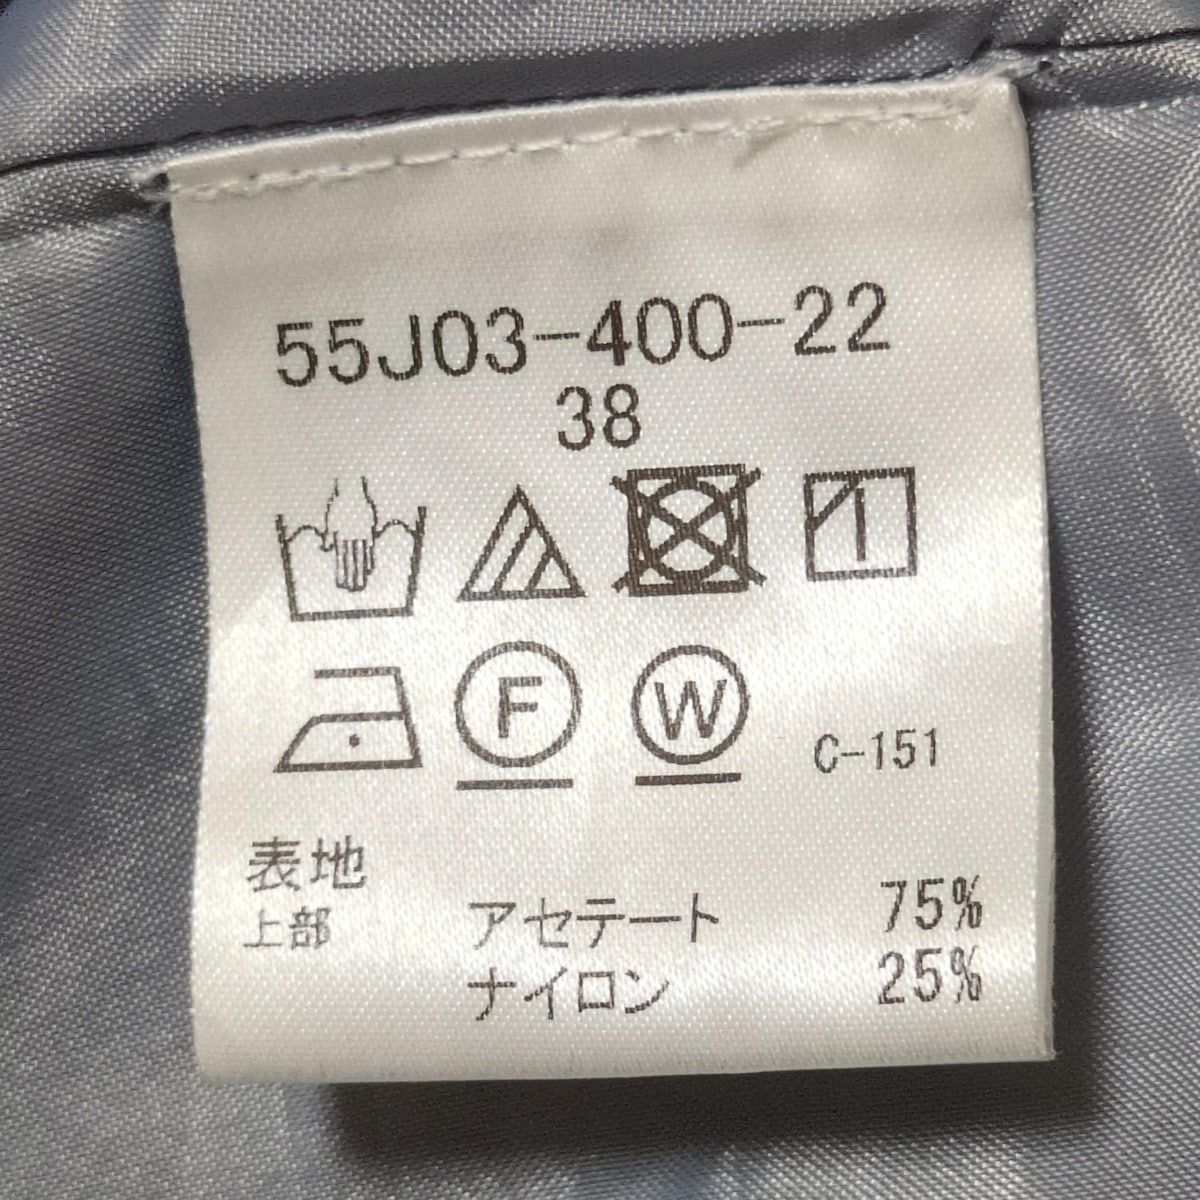 55J03-400-22
38
F W C-151
表地
上部 アセテート 75%
ナイロン 25%